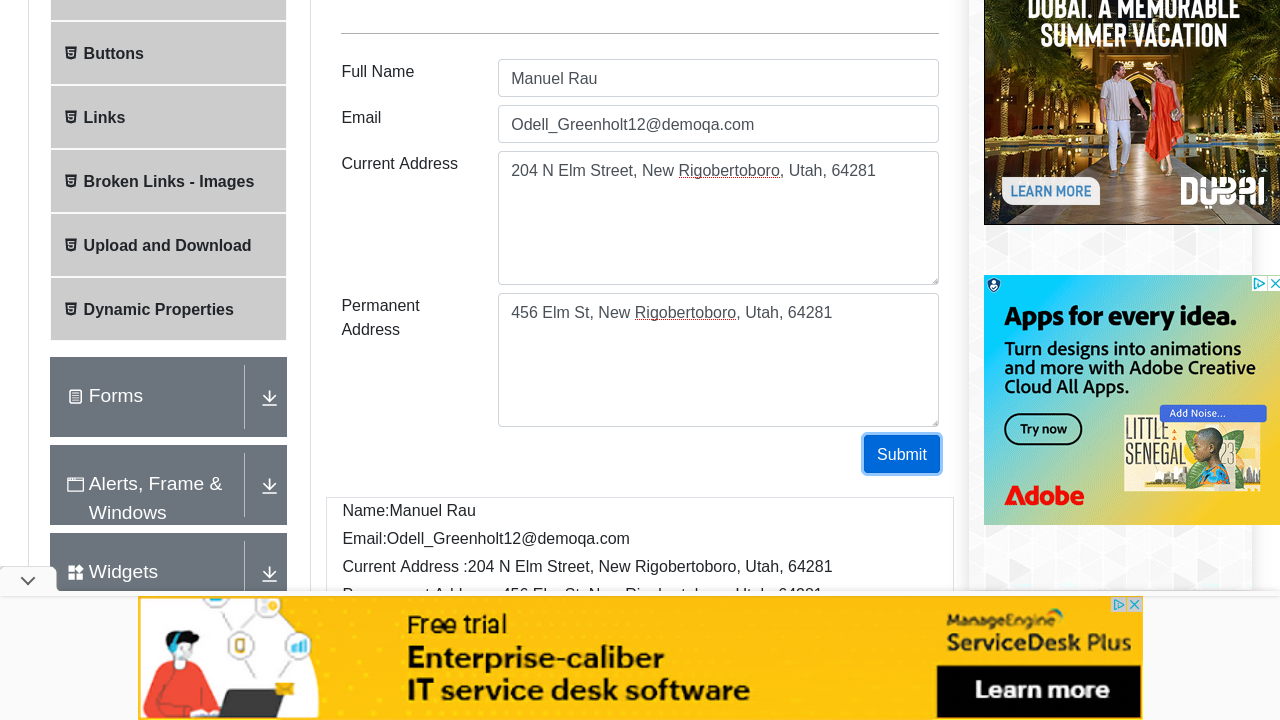 Buttons
Links
Broken Links - Images
Upload and Download
Dynamic Properties
Forms
Alerts, Frame &
Windows
Widgets
Full Name
Manuel Rau
Email
Odell_Greenholt12@demoqa.com
Current Address
204 N Elm Street, New Rigobertoboro, Utah, 64281
Permanent
Address
456 Elm St, New Rigobertoboro, Utah, 64281
Submit
Name:Manuel Rau
Email:Odell_Greenholt12@demoqa.com
Current Address :204 N Elm Street, New Rigobertoboro, Utah, 64281
DUBAI. A MEMORABLE
SUMMER VACATION
LEARN MORE
DUBAI
Apps for every idea.
Turn designs into animations
and more with Adobe Creative
Cloud All Apps.
Try now
Add Noise...
LITTLE
SENEGAL
23
Adobe
Free trial
Enterprise-caliber
IT service desk software
ManageEngine
ServiceDesk Plus
Learn more